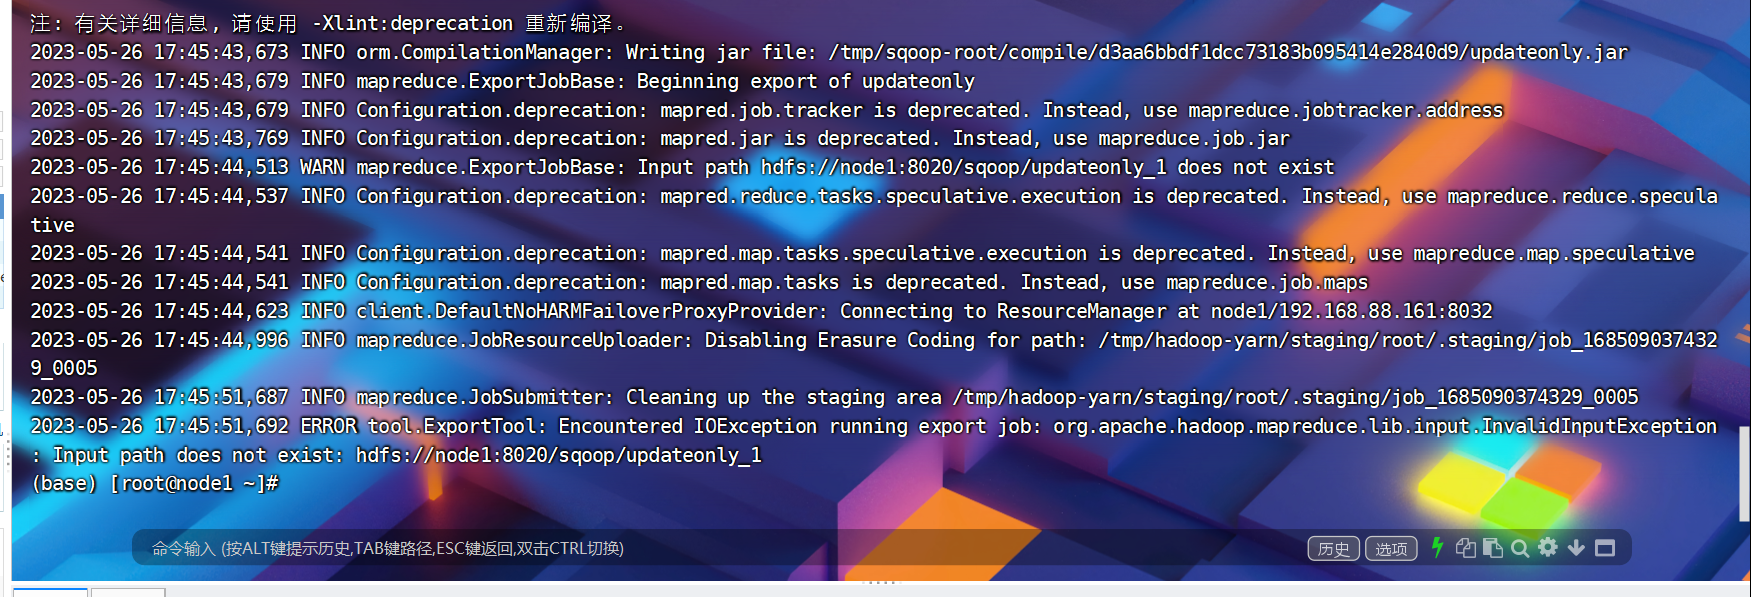 注: 有关详细信息, 请使用 -Xlint:deprecation 重新编译。
2023-05-26 17:45:43,673 INFO orm.CompilationManager: Writing jar file: /tmp/sqoop-root/compile/d3aa6bbdf1dcc73183b095414e2840d9/updateonly.jar
2023-05-26 17:45:43,679 INFO mapreduce.ExportJobBase: Beginning export of updateonly
2023-05-26 17:45:43,679 INFO Configuration.deprecation: mapred.job.tracker is deprecated. Instead, use mapreduce.jobtracker.address
2023-05-26 17:45:43,769 INFO Configuration.deprecation: mapred.jar is deprecated. Instead, use mapreduce.job.jar
2023-05-26 17:45:44,513 WARN mapreduce.ExportJobBase: Input path hdfs://node1:8020/sqoop/updateonly_1 does not exist
2023-05-26 17:45:44,537 INFO Configuration.deprecation: mapred.reduce.tasks.speculative.execution is deprecated. Instead, use mapreduce.reduce.specula
tive
2023-05-26 17:45:44,541 INFO Configuration.deprecation: mapred.map.tasks.speculative.execution is deprecated. Instead, use mapreduce.map.speculative
2023-05-26 17:45:44,541 INFO Configuration.deprecation: mapred.map.tasks is deprecated. Instead, use mapreduce.job.maps
2023-05-26 17:45:44,623 INFO client.DefaultNoHARMFailoverProxyProvider: Connecting to ResourceManager at node1/192.168.88.161:8032
2023-05-26 17:45:44,996 INFO mapreduce.JobResourceUploader: Disabling Erasure Coding for path: /tmp/hadoop-yarn/staging/root/.staging/job_168509037432
9_0005
2023-05-26 17:45:51,687 INFO mapreduce.JobSubmitter: Cleaning up the staging area /tmp/hadoop-yarn/staging/root/.staging/job_1685090374329_0005
2023-05-26 17:45:51,692 ERROR tool.ExportTool: Encountered IOException running export job: org.apache.hadoop.mapreduce.lib.input.InvalidInputException
: Input path does not exist: hdfs://node1:8020/sqoop/updateonly_1
(base) [root@node1 ~]#
命令输入 (按ALT键提示历史,TAB键路径,ESC键返回,双击CTRL切换) 历史 选项